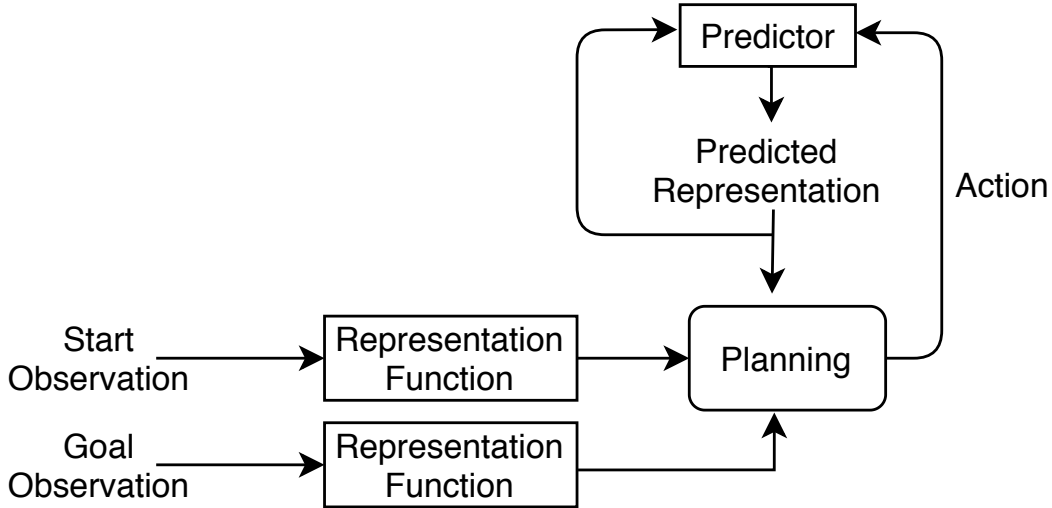 Predictor
Predicted
Representation
Action
Start
Observation
Representation
Function
Planning
Goal
Observation
Representation
Function